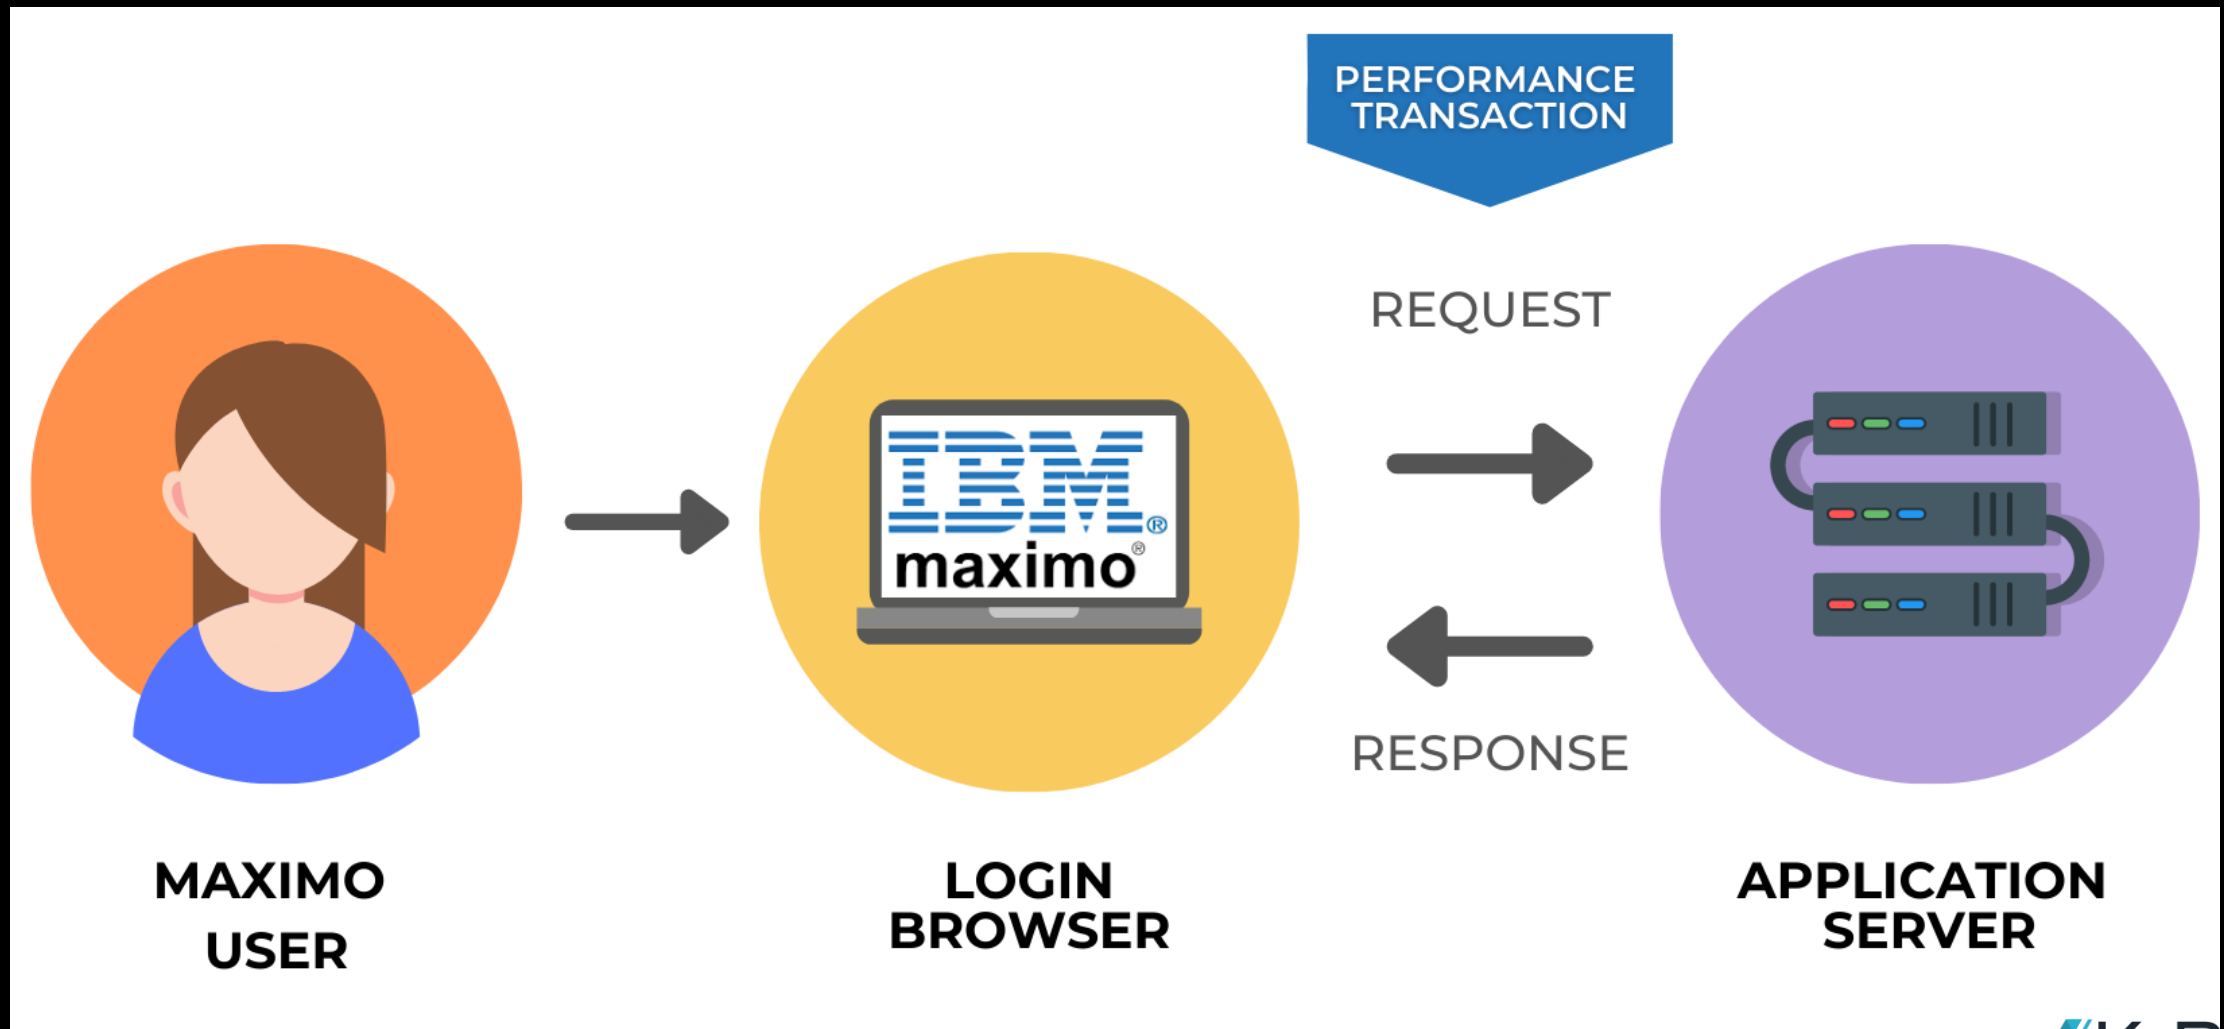 PERFORMANCE
TRANSACTION
REQUEST
IBM®
maximo®
RESPONSE
MAXIMO
USER
LOGIN
BROWSER
APPLICATION
SERVER